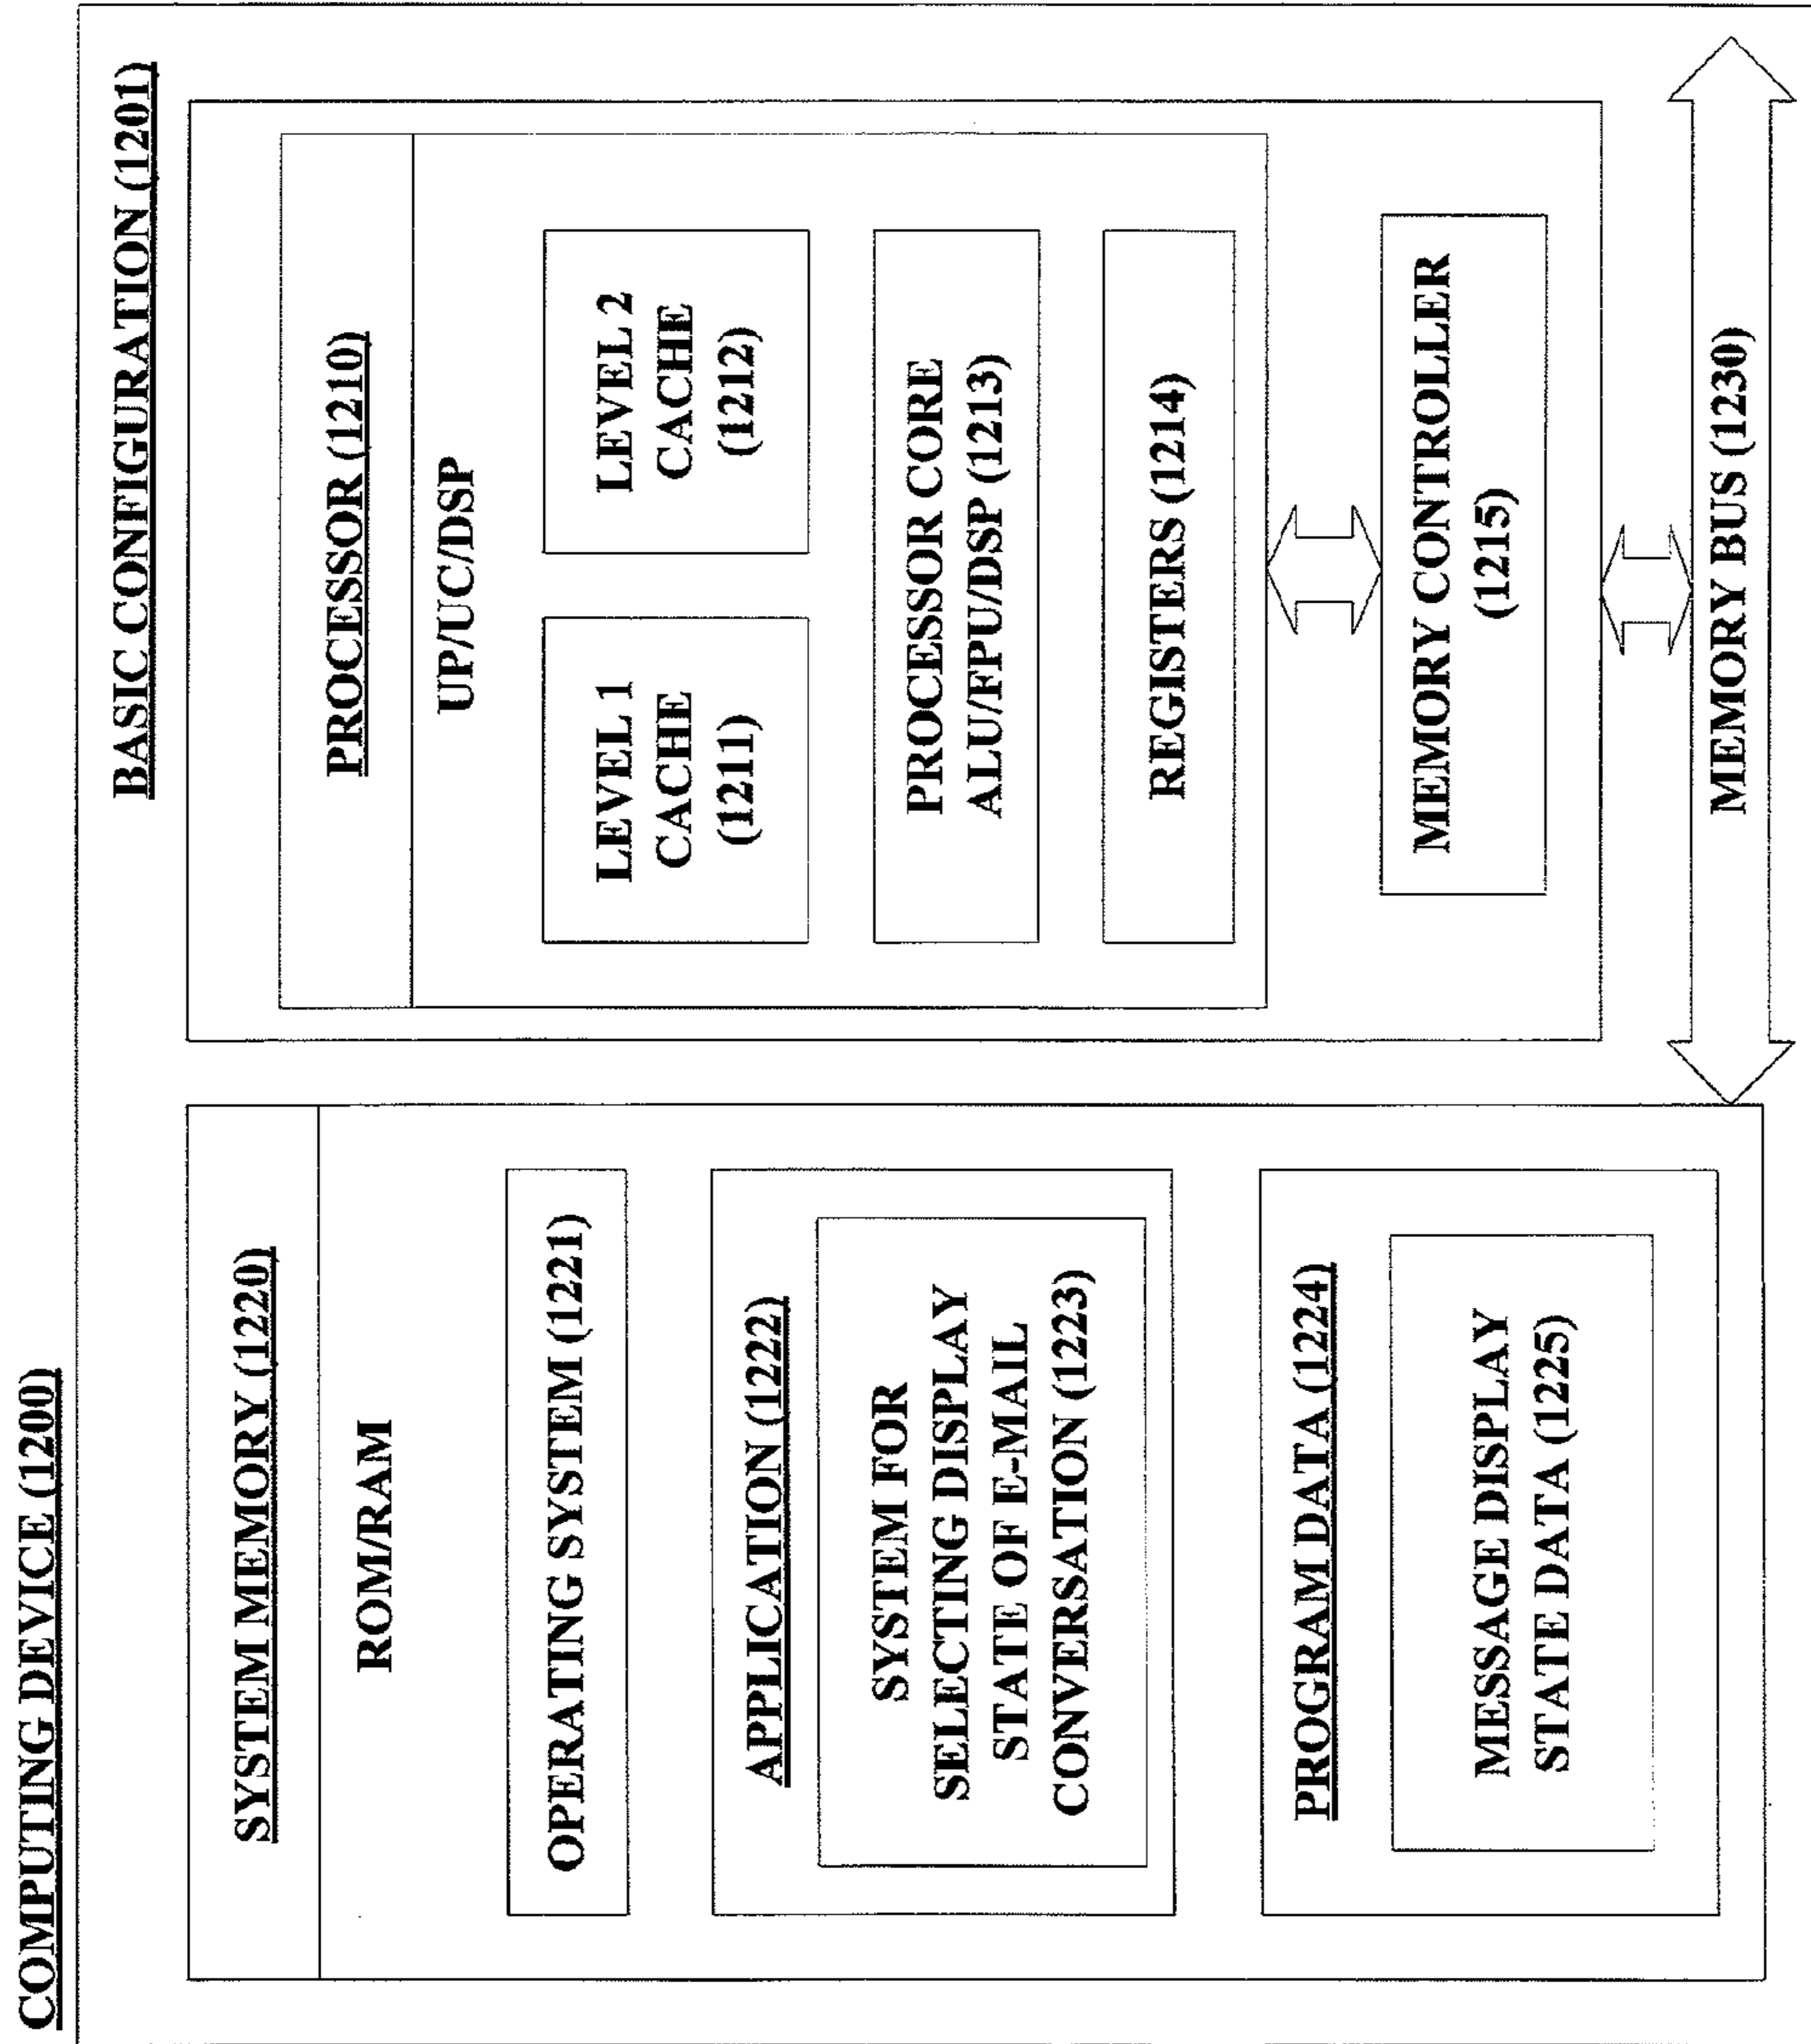 COMPUTING DEVICE (1200)
BASIC CONFIGURATION (1201)
SYSTEM MEMORY (1220)
ROM/RAM
OPERATING SYSTEM (1221)
APPLICATION (1222)
SYSTEM FOR
SELECTING DISPLAY
STATE OF E-MAIL
CONVERSATION (1223)
PROGRAM DATA (1224)
MESSAGE DISPLAY
STATE DATA (1225)
PROCESSOR (1210)
UP/UC/DSP
LEVEL 1
CACHE
(1211)
LEVEL 2
CACHE
(1212)
PROCESSOR CORE
ALU/FPU/DSP (1213)
REGISTERS (1214)
MEMORY CONTROLLER
(1215)
MEMORY BUS (1230)